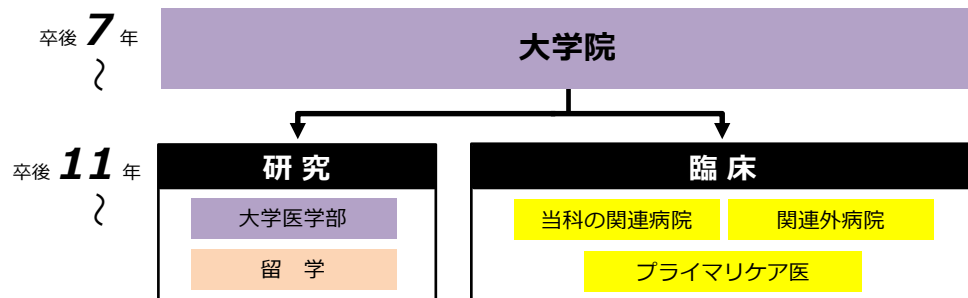 卒後 7 年
～
大学院
卒後 11 年
～
研 究
臨 床
大学医学部
当科の関連病院
関連外病院
留　学
プライマリケア医